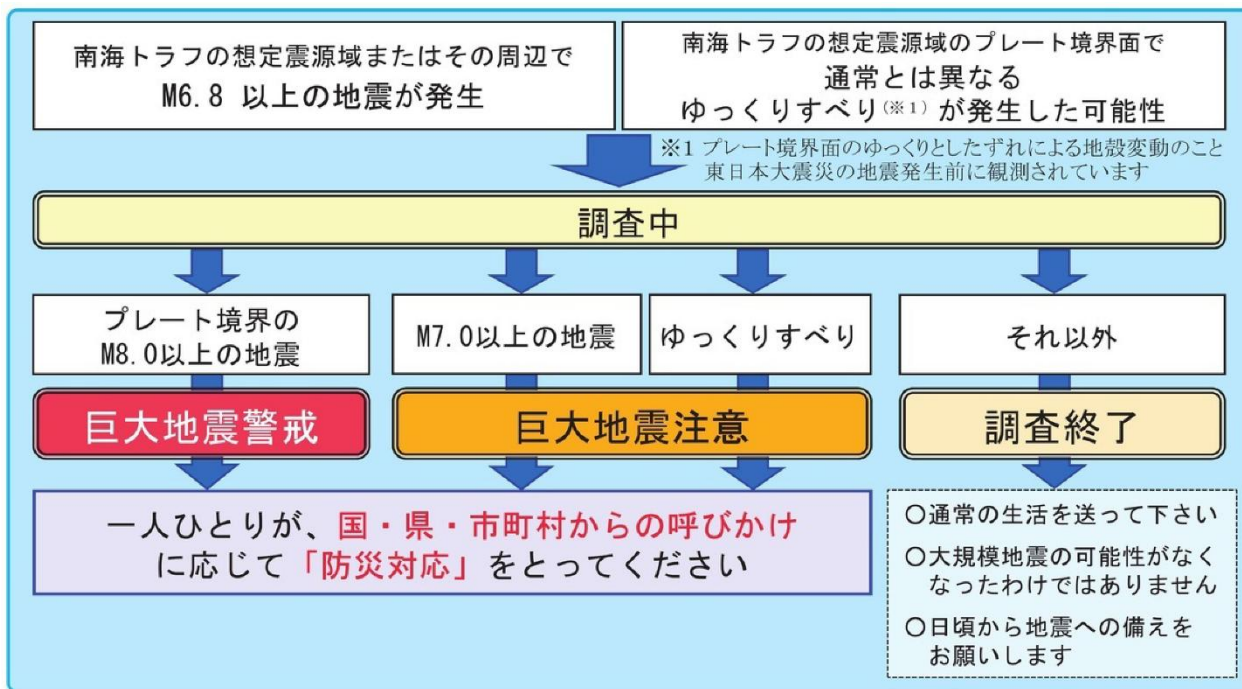 南海トラフの想定震源域またはその周辺で
M6.8 以上の地震が発生
南海トラフの想定震源域のプレート境界面で
通常とは異なる
ゆっくりすべり(※1)が発生した可能性
※1 プレート境界面のゆっくりとしたずれによる地殻変動のこと
東日本大震災の地震発生前に観測されています
調査中
プレート境界の
M8.0以上の地震
M7.0以上の地震
ゆっくりすべり
それ以外
巨大地震警戒
巨大地震注意
調査終了
一人ひとりが、国・県・市町村からの呼びかけ
に応じて「防災対応」をとってください
○通常の生活を送って下さい
○大規模地震の可能性がなく
なったわけではありません
○日頃から地震への備えを
お願いします